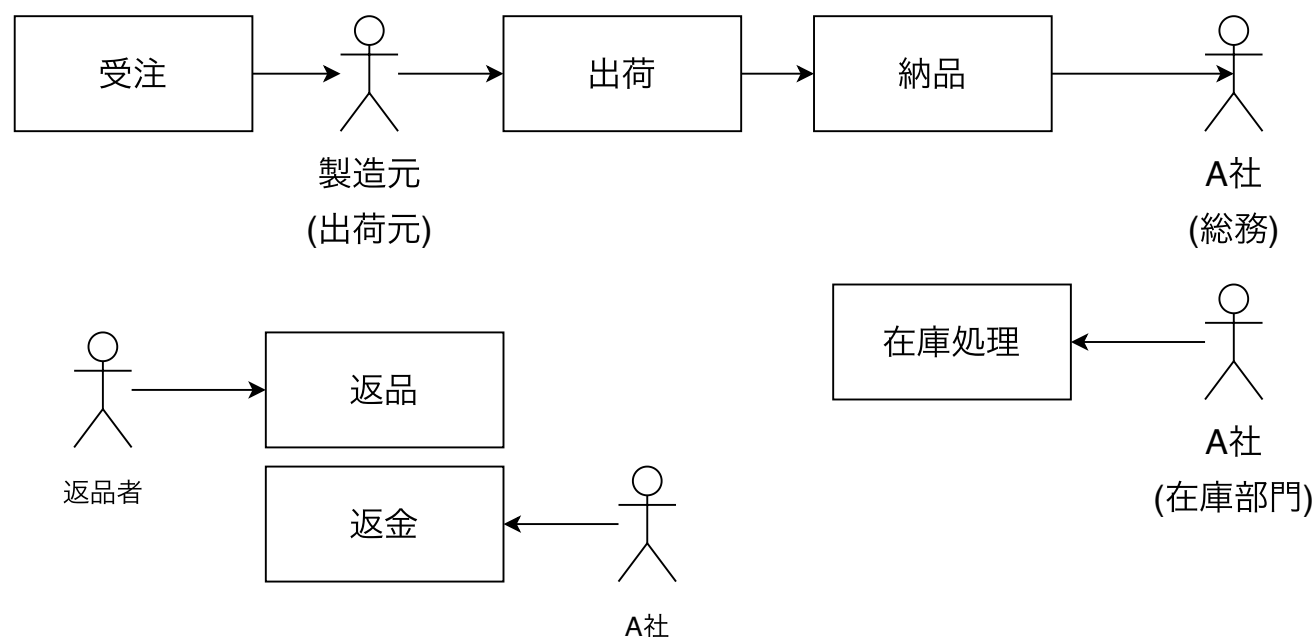 受注
出荷
納品
製造元
(出荷元)
A社
(総務)
在庫処理
返品
A社
(在庫部門)
返品者
返金
A社